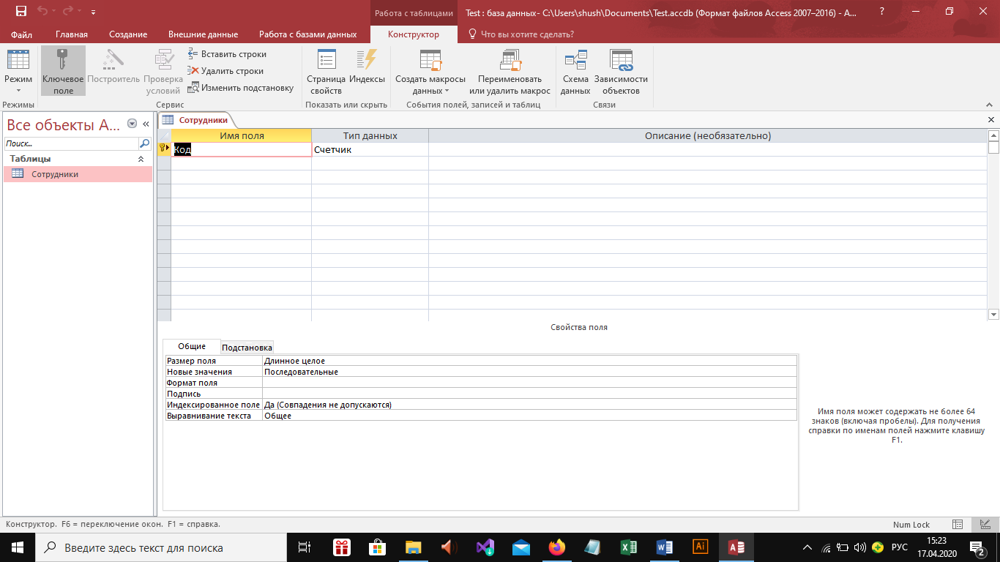 Работа с таблицами
Test : база данных- C:\Users\shush\Documents\Test.accdb (Формат файлов Access 2007–2016) - A...
?
Файл Главная Создание Внешние данные Работа с базами данных Конструктор Что вы хотите сделать?
Режим
Ключевое поле
Построитель
Проверка условий
Вставить строки
Удалить строки
Изменить подстановку
Страница свойств
Индексы
Создать макросы данных
Переименовать или удалить макрос
Схема данных
Зависимости объектов
Режимы
Сервис
Показать или скрыть
События полей, записей и таблиц
Связи
Все объекты A...
Поиск...
Таблицы
Сотрудники
Сотрудники
Имя поля Тип данных Описание (необязательно)
Код Счетчик
Свойства поля
Общие Подстановка
Размер поля Длинное целое
Новые значения Последовательные
Формат поля
Подпись
Индексированное поле Да (Совпадения не допускаются)
Выравнивание текста Общее
Имя поля может содержать не более 64
знаков (включая пробелы). Для получения
справки по именам полей нажмите клавишу
F1.
Конструктор. F6 = переключение окон. F1 = справка.
Num Lock
Введите здесь текст для поиска
Ai
РУС
15:23
17.04.2020
2